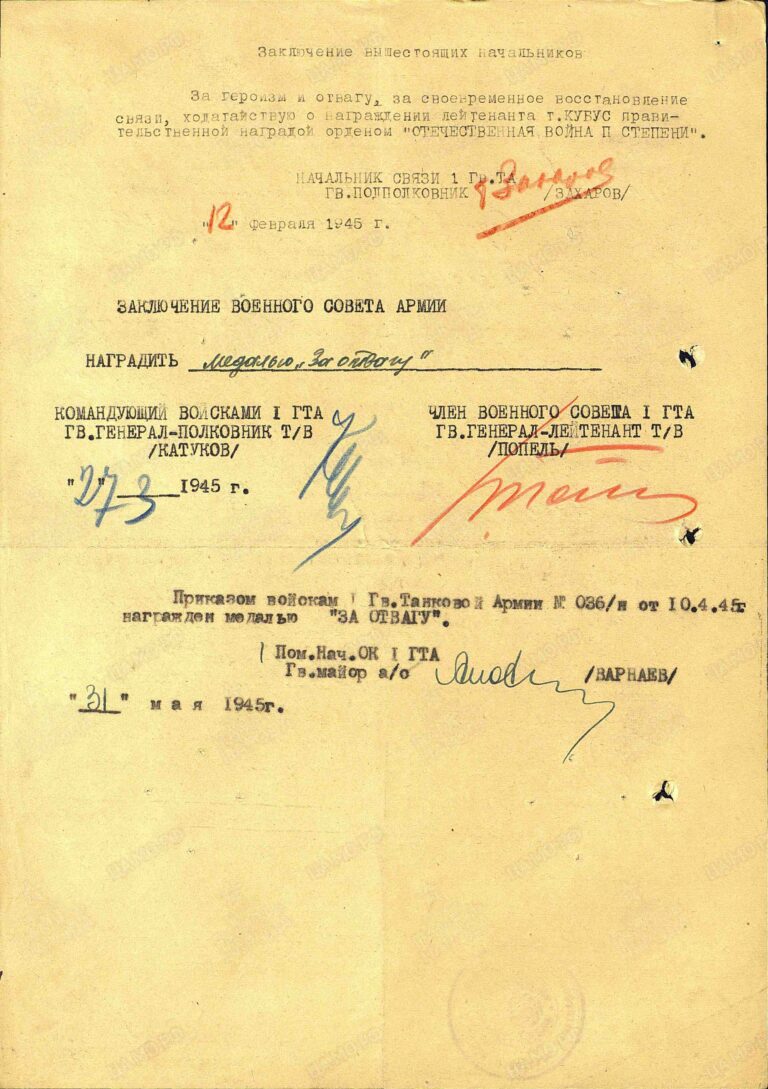 Заключение вышестоящих начальников
За героизм и отвагу, за своевременное восстановление
связи, ходатайствую о награждении лейтенанта т.КУБУС прави-
тельственной наградой орденом "ОТЕЧЕСТВЕННАЯ ВОЙНА П СТЕПЕНИ".
НАЧАЛЬНИК СВЯЗИ 1 Гв.ТА
ГВ.ПОДПОЛКОВНИК /ЗАХАРОВ/
"12" Февраля 1945 г.
ЗАКЛЮЧЕНИЕ ВОЕННОГО СОВЕТА АРМИИ
НАГРАДИТЬ медалью „За отвагу"
КОМАНДУЮЩИЙ ВОЙСКАМИ I ГТА
ГВ.ГЕНЕРАЛ-ПОЛКОВНИК Т/В
/КАТУКОВ/
"27" 3 1945 г.
ЧЛЕН ВОЕННОГО СОВЕТА I ГТА
ГВ.ГЕНЕРАЛ-ЛЕЙТЕНАНТ Т/В
/ПОПЕЛЬ/
Приказом войскам I Гв.Танковой Армии № 036/н от 10.4.45г
награжден медалью "ЗА ОТВАГУ".
Пом.Нач.ОК I ГТА
Гв.майор а/с /ВАРНАЕВ/
"31" мая 1945г.